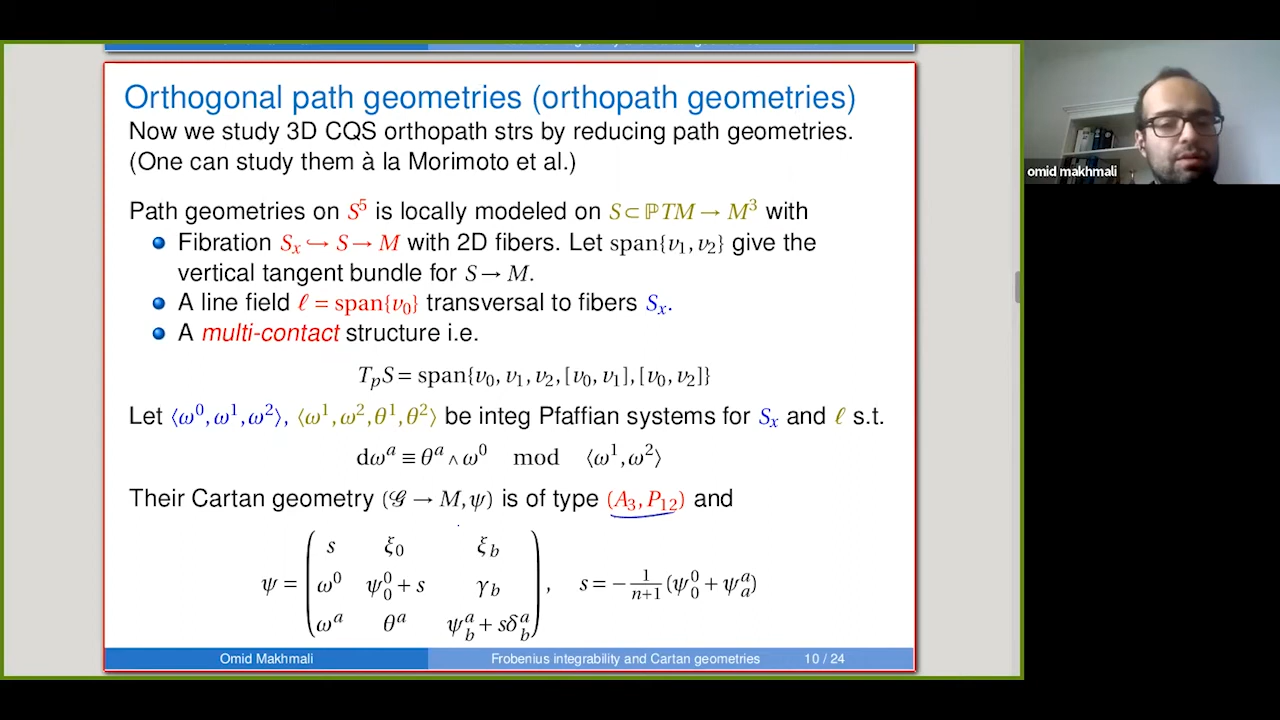 Orthogonal path geometries (orthopath geometries)
Now we study 3D CQS orthopath strs by reducing path geometries.
(One can study them à la Morimoto et al.)
Path geometries on S⁵ is locally modeled on S ⊂ ℙTM → M³ with
Fibration Sₓ ↪ S → M with 2D fibers. Let span{v₁, v₂} give the
vertical tangent bundle for S → M.
A line field ℓ = span{v₀} transversal to fibers Sₓ.
A multi-contact structure i.e.
TₚS = span{v₀, v₁, v₂, [v₀, v₁], [v₀, v₂]}
Let ⟨ω⁰, ω¹, ω²⟩, ⟨ω¹, ω², θ¹, θ²⟩ be integ Pfaffian systems for Sₓ and ℓ s.t.
dωᵃ ≡ θᵃ ∧ ω⁰ mod ⟨ω¹, ω²⟩
Their Cartan geometry (𝒢 → M, ψ) is of type (A₃, P₁₂) and
s ξ₀ ξ_b
ψ = ω⁰ ψ⁰₀ + s γ_b , s = −1/(n+1) (ψ⁰₀ + ψᵃₐ)
ωᵃ θᵃ ψᵃ_b + sδᵃ_b
Omid Makhmali Frobenius integrability and Cartan geometries 10 / 24
omid makhmali